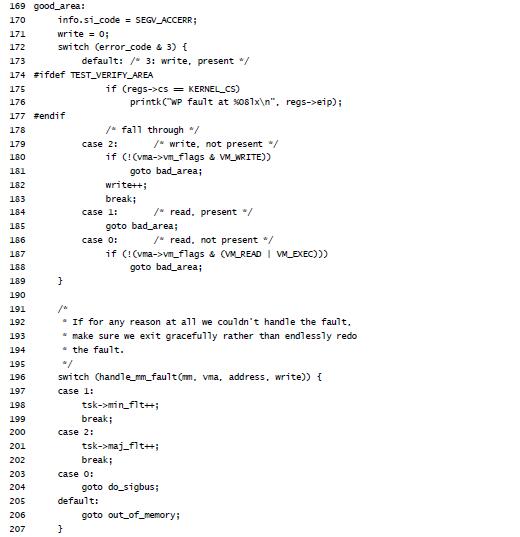 169 good_area:
170     info.si_code = SEGV_ACCERR;
171     write = 0;
172     switch (error_code & 3) {
173         default: /* 3: write, present */
174 #ifdef TEST_VERIFY_AREA
175             if (regs->cs == KERNEL_CS)
176                 printk("WP fault at %08lx\n", regs->eip);
177 #endif
178             /* fall through */
179         case 2:     /* write, not present */
180             if (!(vma->vm_flags & VM_WRITE))
181                 goto bad_area;
182             write++;
183             break;
184         case 1:     /* read, present */
185             goto bad_area;
186         case 0:     /* read, not present */
187             if (!(vma->vm_flags & (VM_READ | VM_EXEC)))
188                 goto bad_area;
189     }
190
191     /*
192      * If for any reason at all we couldn't handle the fault,
193      * make sure we exit gracefully rather than endlessly redo
194      * the fault.
195      */
196     switch (handle_mm_fault(mm, vma, address, write)) {
197     case 1:
198         tsk->min_flt++;
199         break;
200     case 2:
201         tsk->maj_flt++;
202         break;
203     case 0:
204         goto do_sigbus;
205     default:
206         goto out_of_memory;
207     }